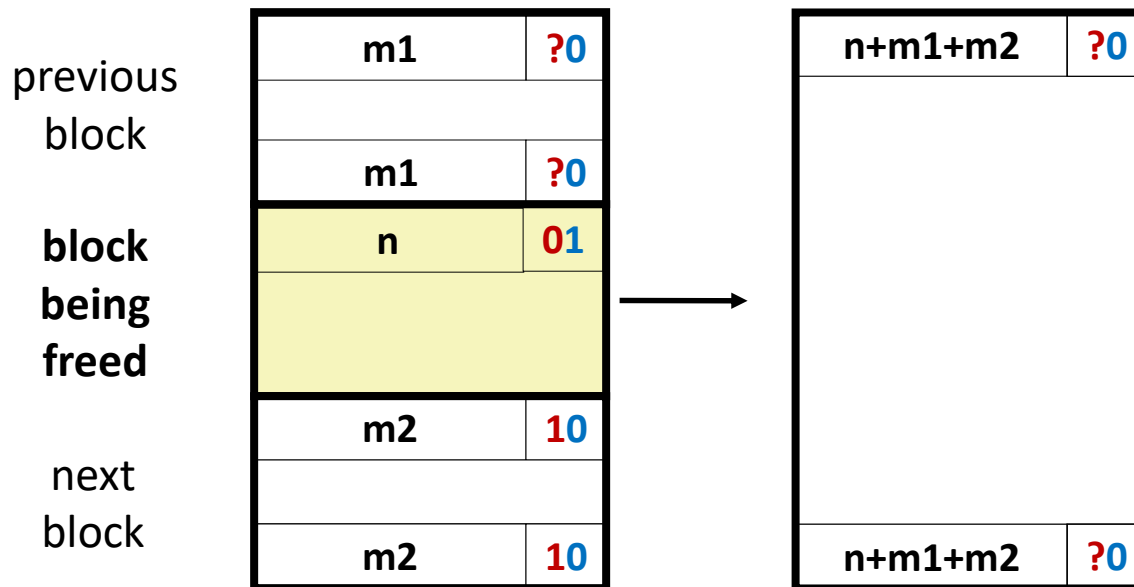 previous
block
m1 ?0
m1 ?0
block
being
freed
n 01
next
block
m2 10
m2 10
n+m1+m2 ?0
n+m1+m2 ?0